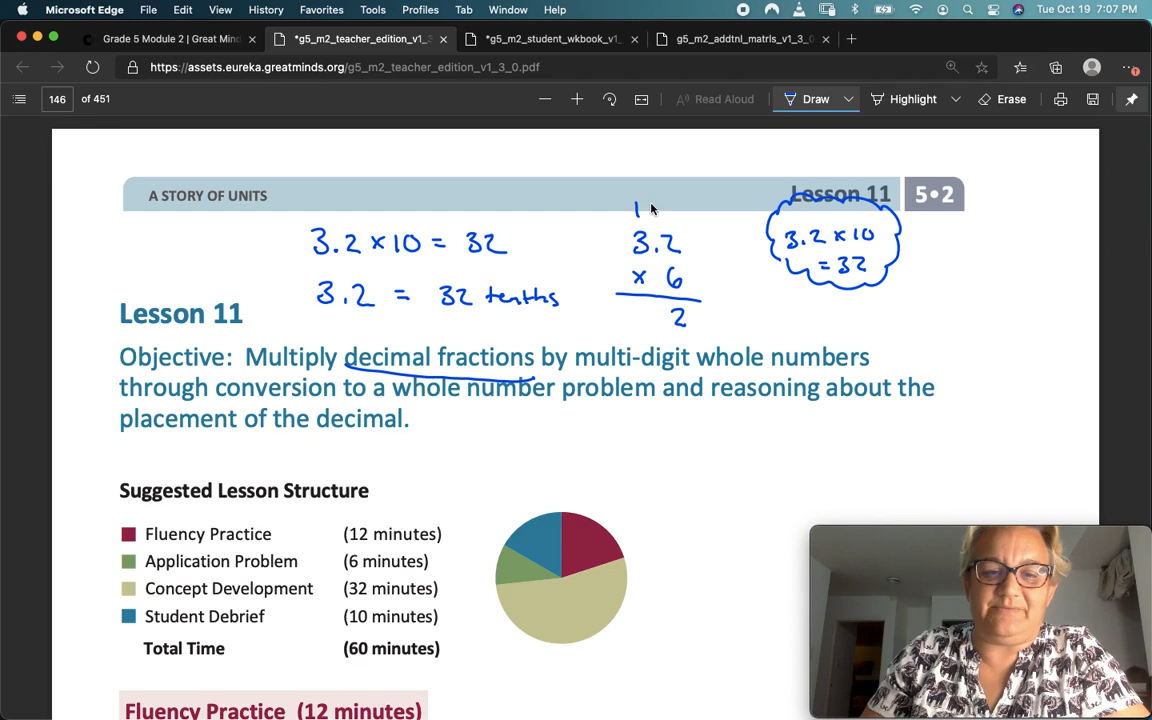 Microsoft Edge File Edit View History Favorites Tools Profiles Tab Window Help Tue Oct 19 7:07 PM
Grade 5 Module 2 | Great Mind *g5_m2_teacher_edition_v1_3_ *g5_m2_student_wkbook_v1_ g5_m2_addtnl_matrls_v1_3_0
https://assets.eureka.greatminds.org/g5_m2_teacher_edition_v1_3_0.pdf
146 of 451 Read Aloud Draw Highlight Erase
A STORY OF UNITS Lesson 11 5•2
1
3.2 × 10 = 32 3.2 3.2 × 10
× 6 = 32
3.2 = 32 tenths
2
Lesson 11
Objective: Multiply decimal fractions by multi-digit whole numbers
through conversion to a whole number problem and reasoning about the
placement of the decimal.
Suggested Lesson Structure
Fluency Practice (12 minutes)
Application Problem (6 minutes)
Concept Development (32 minutes)
Student Debrief (10 minutes)
Total Time (60 minutes)
Fluency Practice (12 minutes)